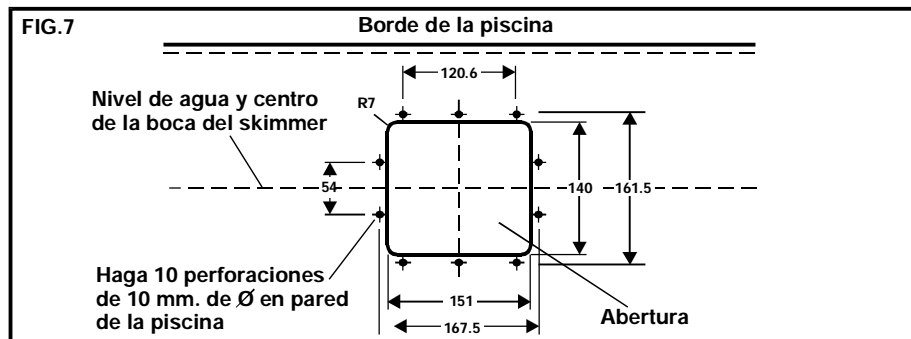 FIG.7
Borde de la piscina
120.6
Nivel de agua y centro
de la boca del skimmer
R7
54
140
161.5
Haga 10 perforaciones
de 10 mm. de Ø en pared
de la piscina
151
167.5
Abertura